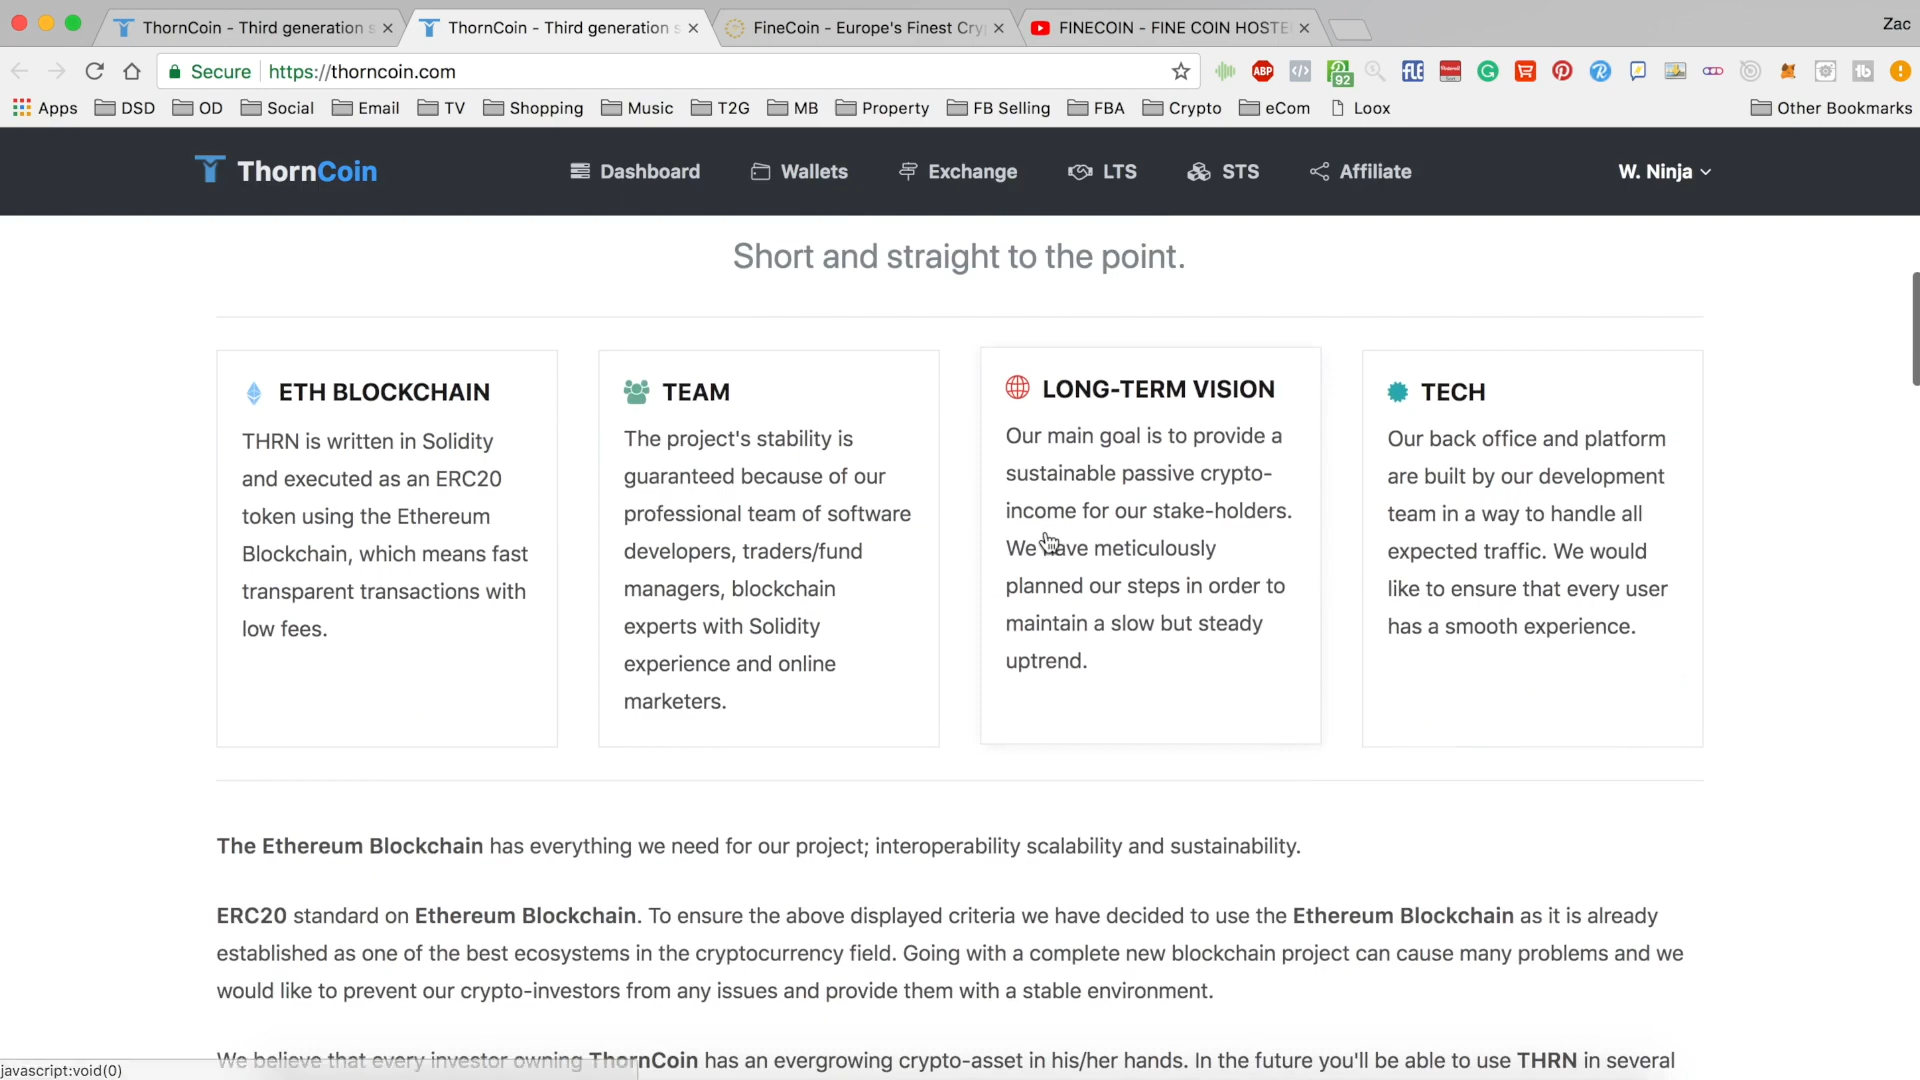 ThornCoin - Third generation s
ThornCoin - Third generation s
FineCoin - Europe's Finest Cry
FINECOIN - FINE COIN HOSTE
Zac
Secure https://thorncoin.com
ABP
92
Apps DSD OD Social Email TV Shopping Music T2G MB Property FB Selling FBA Crypto eCom Loox Other Bookmarks
ThornCoin Dashboard Wallets Exchange LTS STS Affiliate W. Ninja
Short and straight to the point.
ETH BLOCKCHAIN
THRN is written in Solidity
and executed as an ERC20
token using the Ethereum
Blockchain, which means fast
transparent transactions with
low fees.
TEAM
The project's stability is
guaranteed because of our
professional team of software
developers, traders/fund
managers, blockchain
experts with Solidity
experience and online
marketers.
LONG-TERM VISION
Our main goal is to provide a
sustainable passive crypto-
income for our stake-holders.
We have meticulously
planned our steps in order to
maintain a slow but steady
uptrend.
TECH
Our back office and platform
are built by our development
team in a way to handle all
expected traffic. We would
like to ensure that every user
has a smooth experience.
The Ethereum Blockchain has everything we need for our project; interoperability scalability and sustainability.
ERC20 standard on Ethereum Blockchain. To ensure the above displayed criteria we have decided to use the Ethereum Blockchain as it is already
established as one of the best ecosystems in the cryptocurrency field. Going with a complete new blockchain project can cause many problems and we
would like to prevent our crypto-investors from any issues and provide them with a stable environment.
We believe that every investor owning ThornCoin has an evergrowing crypto-asset in his/her hands. In the future you'll be able to use THRN in several
javascript:void(0)